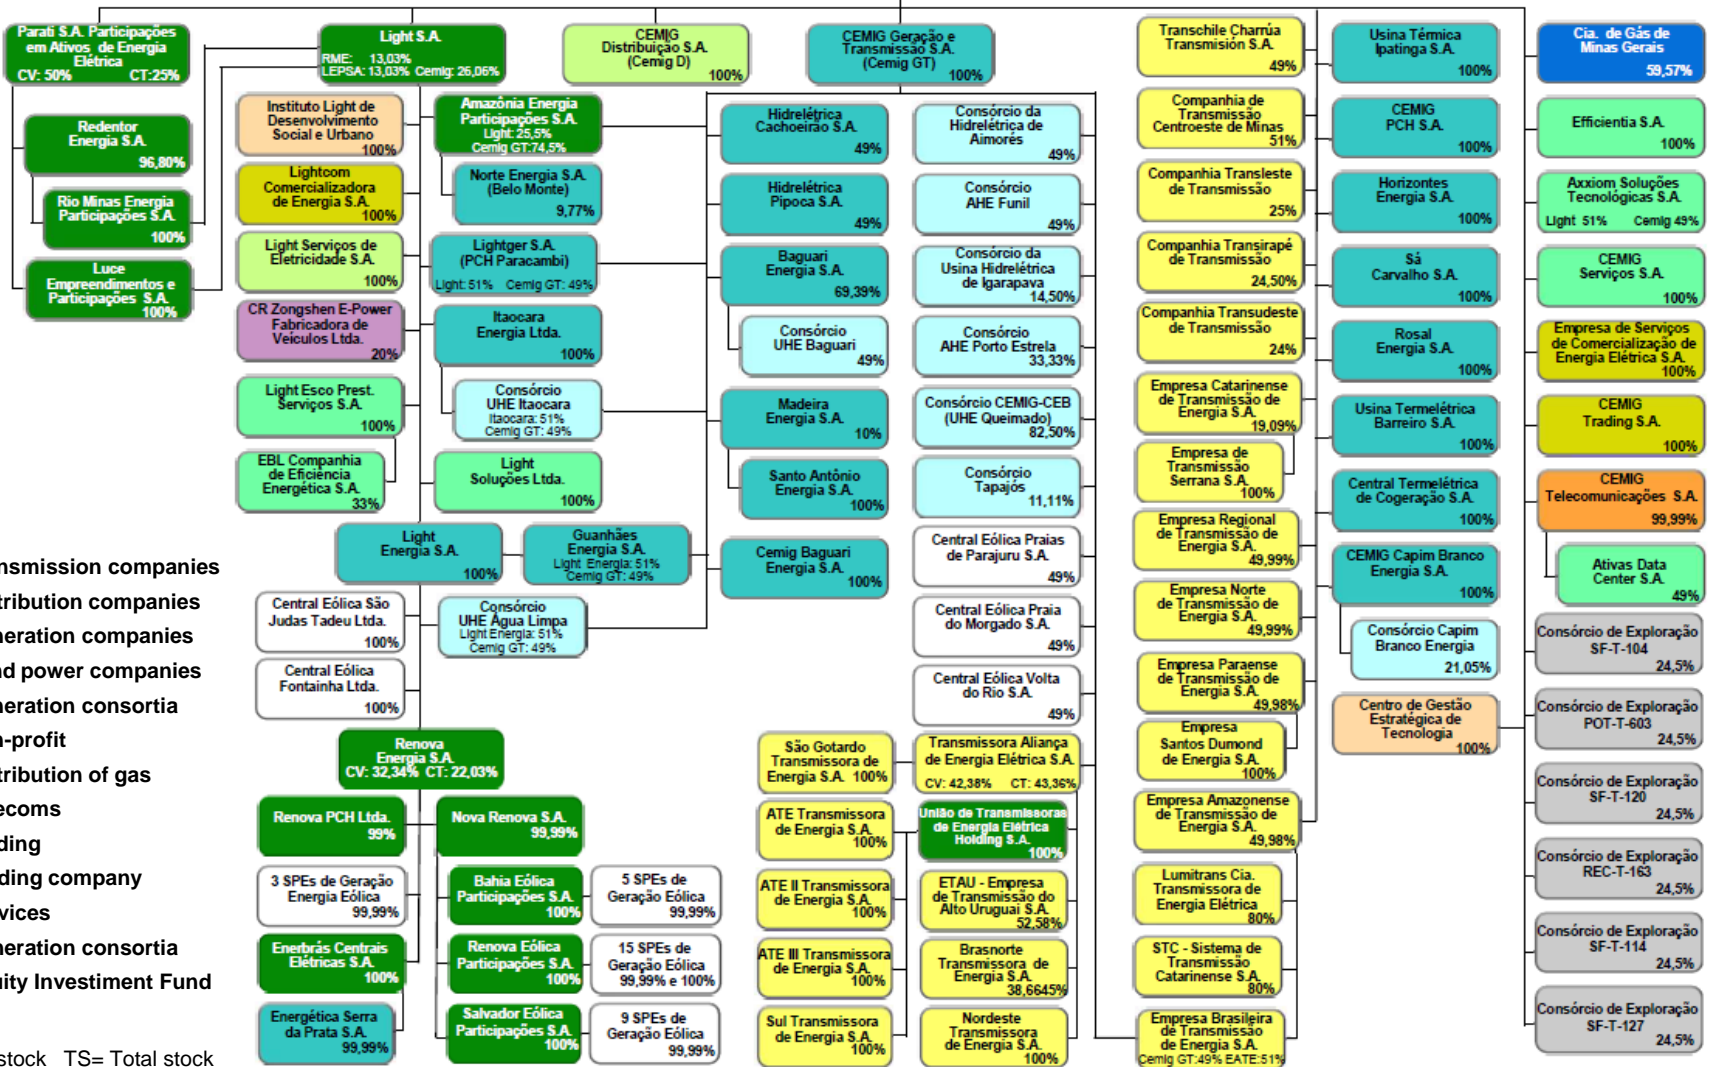 Parati S.A. Participações
em Ativos de Energia
Elétrica
CV: 50% CT:25%
Light S.A.
RME: 13,03%
LEPSA: 13,03% Cemig: 26,06%
CEMIG
Distribuição S.A.
(Cemig D)
100%
CEMIG Geração e
Transmissão S.A.
(Cemig GT)
100%
Transchile Charrúa
Transmisión S.A.
49%
Usina Térmica
Ipatinga S.A.
100%
Cia. de Gás de
Minas Gerais
59,57%
Redentor
Energia S.A.
96,80%
Rio Minas Energia
Participações S.A.
100%
Luce
Empreendimentos e
Participações S.A.
100%
Instituto Light de
Desenvolvimento
Social e Urbano
100%
Lightcom
Comercializadora
de Energia S.A.
100%
Light Serviços de
Eletricidade S.A.
100%
CR Zongshen E-Power
Fabricadora de
Veículos Ltda.
20%
Light Esco Prest.
Serviços S.A.
100%
EBL Companhia
de Eficiência
Energética S.A.
33%
Amazônia Energia
Participações S.A.
Light: 25,5%
Cemig GT:74,5%
Norte Energia S.A.
(Belo Monte)
9,77%
Lightger S.A.
(PCH Paracambi)
Light: 51% Cemig GT: 49%
Itaocara
Energia Ltda.
100%
Consórcio
UHE Itaocara
Itaocara: 51%
Cemig GT: 49%
Light
Soluções Ltda.
100%
Light
Energia S.A.
100%
Guanhães
Energia S.A.
Light Energia: 51%
Cemig GT: 49%
Central Eólica São
Judas Tadeu Ltda.
100%
Consórcio
UHE Água Limpa
Light Energia: 51%
Cemig GT: 49%
Central Eólica
Fontainha Ltda.
100%
Renova
Energia S.A.
CV: 32,34% CT: 22,03%
Renova PCH Ltda.
99%
Nova Renova S.A.
99,99%
3 SPEs de Geração
Energia Eólica
99,99%
Bahia Eólica
Participações S.A.
100%
5 SPEs de
Geração Eólica
99,99%
Enerbrás Centrais
Elétricas S.A.
100%
Renova Eólica
Participações S.A.
100%
15 SPEs de
Geração Eólica
99,99% e 100%
Energética Serra
da Prata S.A.
99,99%
Salvador Eólica
Participações S.A.
100%
9 SPEs de
Geração Eólica
99,99%
Hidrelétrica
Cachoeirão S.A.
49%
Hidrelétrica
Pipoca S.A.
49%
Baguari
Energia S.A.
69,39%
Consórcio
UHE Baguari
49%
Madeira
Energia S.A.
10%
Santo Antônio
Energia S.A.
100%
Cemig Baguari
Energia S.A.
100%
Consórcio da
Hidrelétrica de
Aimorés
49%
Consórcio
AHE Funil
49%
Consórcio da
Usina Hidrelétrica
de Igarapava
14,50%
Consórcio
AHE Porto Estrela
33,33%
Consórcio CEMIG-CEB
(UHE Queimado)
82,50%
Consórcio
Tapajós
11,11%
Central Eólica Praias
de Parajuru S.A.
49%
Central Eólica Praia
do Morgado S.A.
49%
Central Eólica Volta
do Rio S.A.
49%
São Gotardo
Transmissora de
Energia S.A. 100%
Transmissora Aliança
de Energia Elétrica S.A.
CV: 42,38% CT: 43,36%
ATE Transmissora
de Energia S.A.
100%
União de Transmissoras
de Energia Elétrica
Holding S.A.
100%
ATE II Transmissora
de Energia S.A.
100%
ETAU - Empresa
de Transmissão do
Alto Uruguai S.A.
52,58%
ATE III Transmissora
de Energia S.A.
100%
Brasnorte
Transmissora de
Energia S.A.
38,6645%
Sul Transmissora
de Energia S.A.
100%
Nordeste
Transmissora
de Energia S.A.
100%
Companhia de
Transmissão
Centroeste de Minas
51%
Companhia Transleste
de Transmissão
25%
Companhia Transirapé
de Transmissão
24,50%
Companhia Transudeste
de Transmissão
24%
Empresa Catarinense
de Transmissão de
Energia S.A.
19,09%
Empresa de
Transmissão
Serrana S.A.
100%
Empresa Regional
de Transmissão de
Energia S.A.
49,99%
Empresa Norte
de Transmissão de
Energia S.A.
49,99%
Empresa Paraense
de Transmissão de
Energia S.A.
49,98%
Empresa
Santos Dumond
de Energia S.A.
100%
Empresa Amazonense
de Transmissão de
Energia S.A.
49,98%
Lumitrans Cia.
Transmissora de
Energia Elétrica
80%
STC - Sistema de
Transmissão
Catarinense S.A.
80%
Empresa Brasileira
de Transmissão
de Energia S.A.
Cemig GT:49% EATE:51%
CEMIG
PCH S.A.
100%
Horizontes
Energia S.A.
100%
Sá
Carvalho S.A.
100%
Rosal
Energia S.A.
100%
Usina Termelétrica
Barreiro S.A.
100%
Central Termelétrica
de Cogeração S.A.
100%
CEMIG Capim Branco
Energia S.A.
100%
Consórcio Capim
Branco Energia
21,05%
Centro de Gestão
Estratégica de
Tecnologia
100%
Efficientia S.A.
100%
Axxiom Soluções
Tecnológicas S.A.
Light 51% Cemig 49%
CEMIG
Serviços S.A.
100%
Empresa de Serviços
de Comercialização de
Energia Elétrica S.A.
100%
CEMIG
Trading S.A.
100%
CEMIG
Telecomunicações S.A.
99,99%
Ativas Data
Center S.A.
49%
Consórcio de Exploração
SF-T-104
24,5%
Consórcio de Exploração
POT-T-603
24,5%
Consórcio de Exploração
SF-T-120
24,5%
Consórcio de Exploração
REC-T-163
24,5%
Consórcio de Exploração
SF-T-114
24,5%
Consórcio de Exploração
SF-T-127
24,5%
nsmission companies
tribution companies
neration companies
nd power companies
neration consortia
n-profit
tribution of gas
ecoms
ding
ding company
vices
neration consortia
uity Investiment Fund
stock TS= Total stock